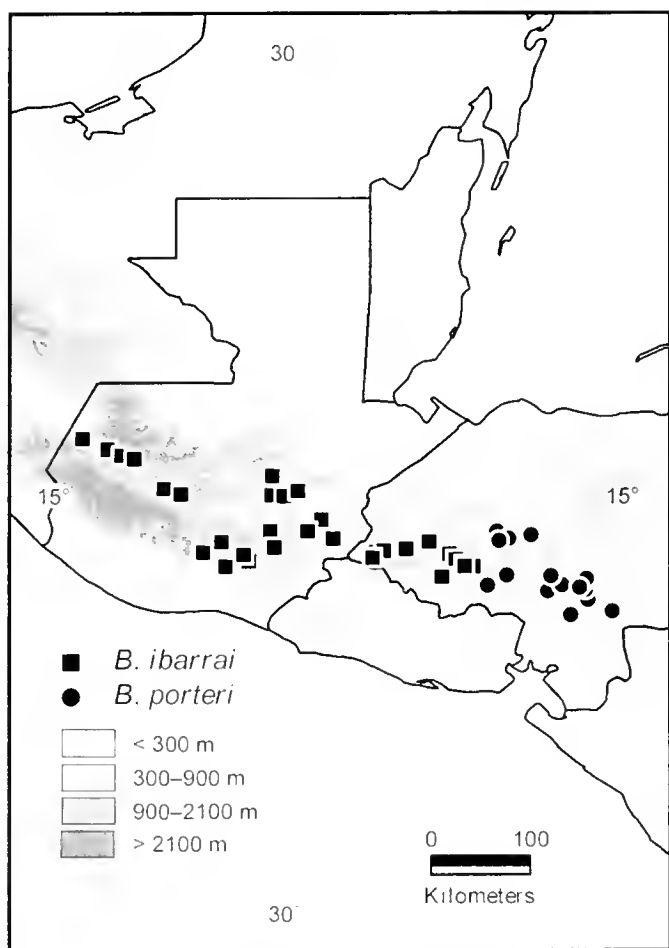 30
15°
15°
B. ibarrai
B. porteri
< 300 m
300–900 m
900–2100 m
> 2100 m
0 100
Kilometers
30